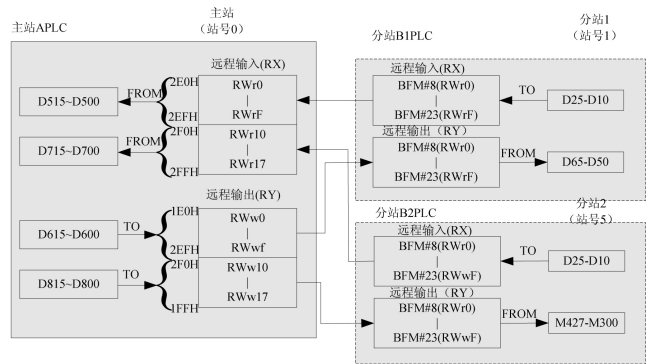 主站APLC
主站
（站号0）
远程输入(RX)
D515~D500
FROM
2E0H
2EFH
RWr0
|
RWrF
D715~D700
FROM
2F0H
2FFH
RWr10
|
RWr17
远程输出(RY)
D615~D600
TO
1E0H
2EFH
RWw0
|
RWwf
D815~D800
TO
2F0H
1FFH
RWw10
|
RWw17
分站B1PLC
分站1
（站号1）
远程输入(RX)
BFM#8(RWr0)
|
BFM#23(RWrF)
TO
D25-D10
远程输出（RY）
BFM#8(RWr0)
|
BFM#23(RWrF)
FROM
D65-D50
分站B2PLC
分站2
（站号5）
远程输入(RX)
BFM#8(RWr0)
|
BFM#23(RWwF)
TO
D25-D10
远程输出（RY）
BFM#8(RWr0)
|
BFM#23(RWwF)
FROM
M427-M300